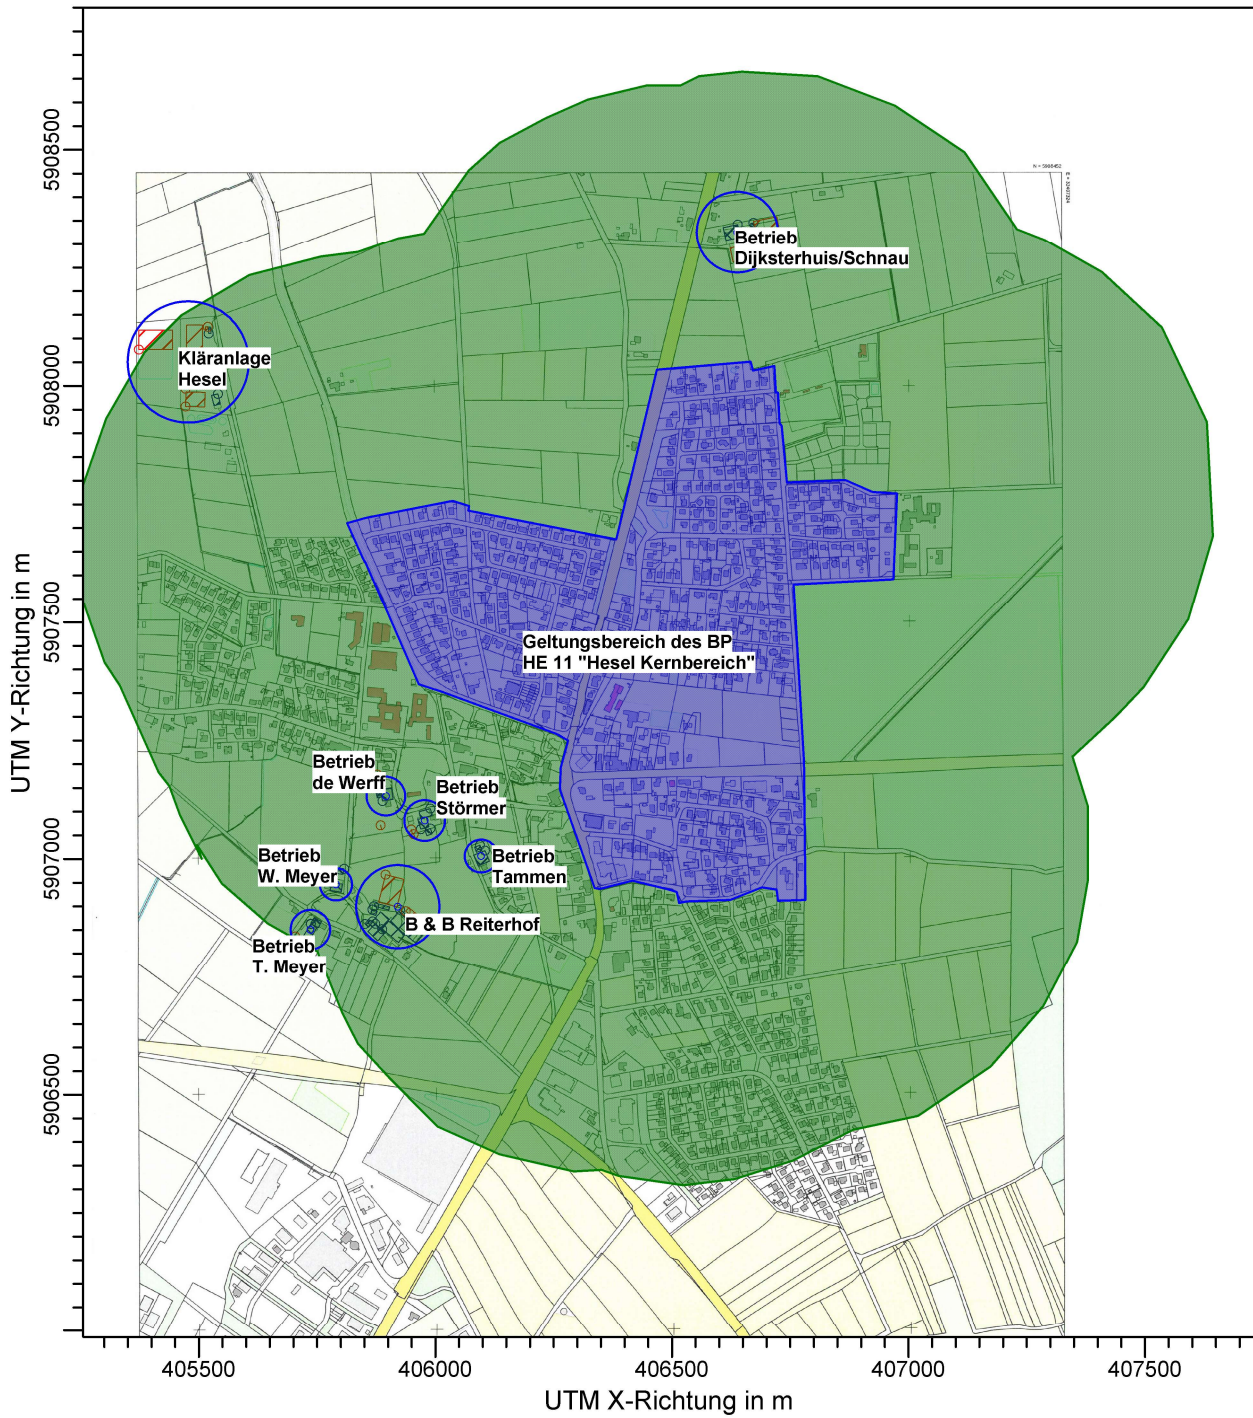 5908500
N = 5908452
Betrieb
Dijksterhuis/Schnau
Kläranlage
Hesel
5908000
5907500
Geltungsbereich des BP
HE 11 "Hesel Kernbereich"
UTM Y-Richtung in m
Betrieb
de Werff
Betrieb
Störmer
Betrieb
W. Meyer
Betrieb
Tammen
5907000
B & B Reiterhof
Betrieb
T. Meyer
5906500
405500
406000
406500
407000
407500
UTM X-Richtung in m